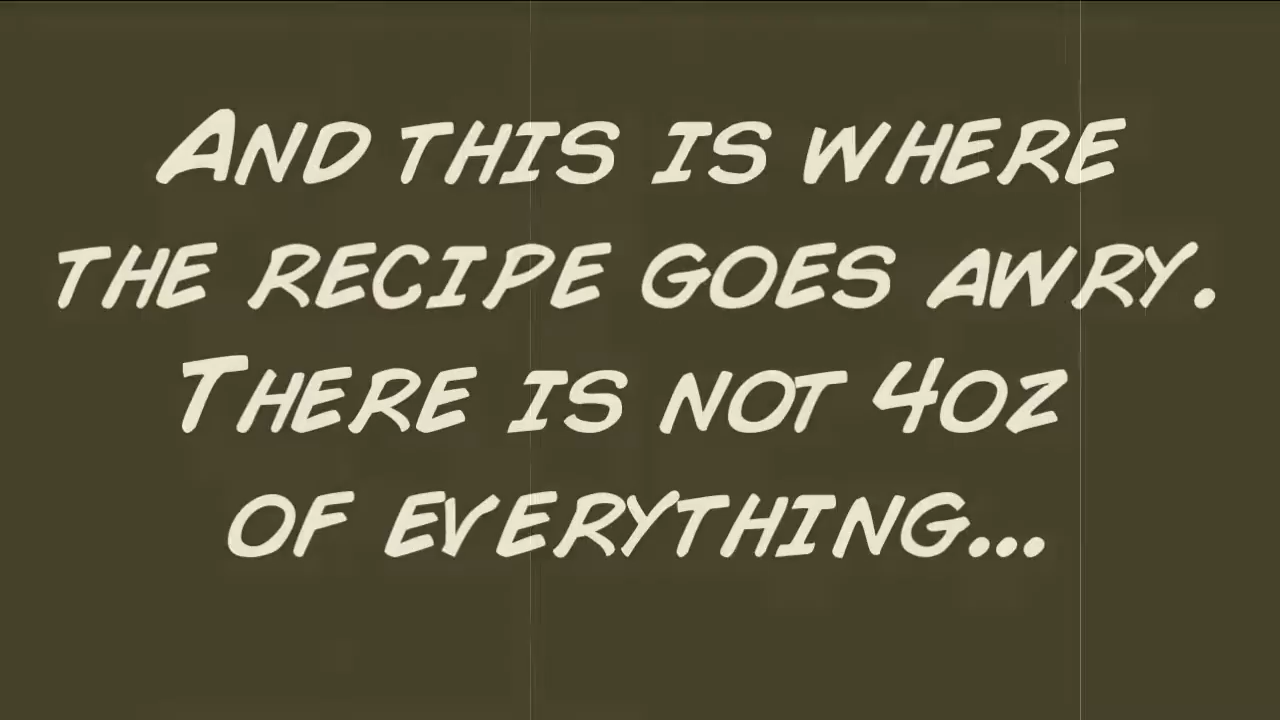 And this is where
the recipe goes awry.
There is not 4oz
of everything...